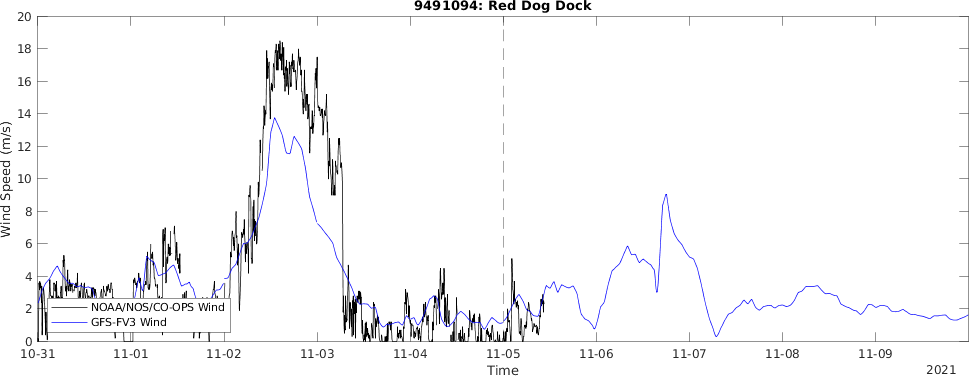 9491094: Red Dog Dock
Wind Speed (m/s)
20
18
16
14
12
10
8
6
4
2
0
NOAA/NOS/CO-OPS Wind
GFS-FV3 Wind
10-31 11-01 11-02 11-03 11-04 11-05 11-06 11-07 11-08 11-09
Time
2021